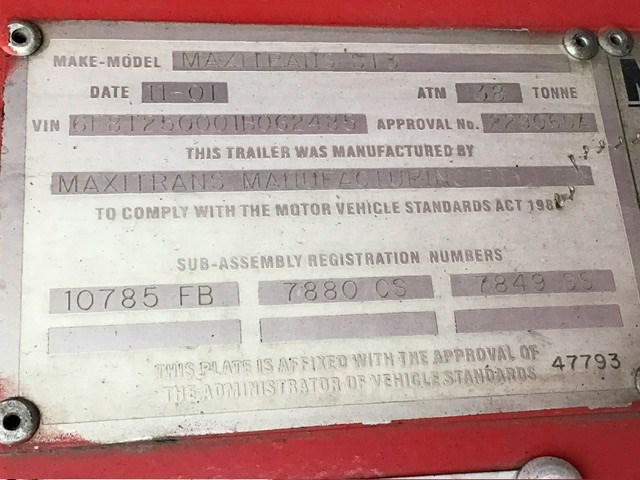 MAKE-MODEL MAXITRANS ST3
DATE 11-01 ATM 38 TONNE
VIN APPROVAL No.
THIS TRAILER WAS MANUFACTURED BY
MAXITRANS MANUFACTURING PTY
TO COMPLY WITH THE MOTOR VEHICLE STANDARDS ACT
SUB-ASSEMBLY REGISTRATION NUMBERS
10785 FB 7880 CS 7849
THIS PLATE IS AFFIXED WITH THE APPROVAL OF
THE ADMINISTRATOR OF VEHICLE STANDARDS 47793